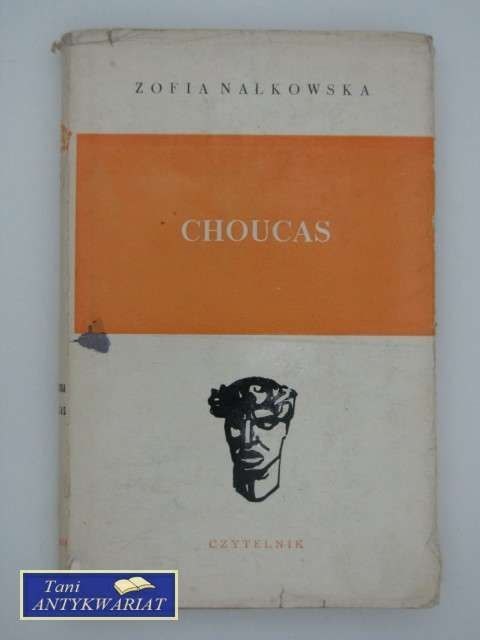 ZOFIA NAŁKOWSKA
CHOUCAS
CZYTELNIK
Tani
ANTYKWARIAT